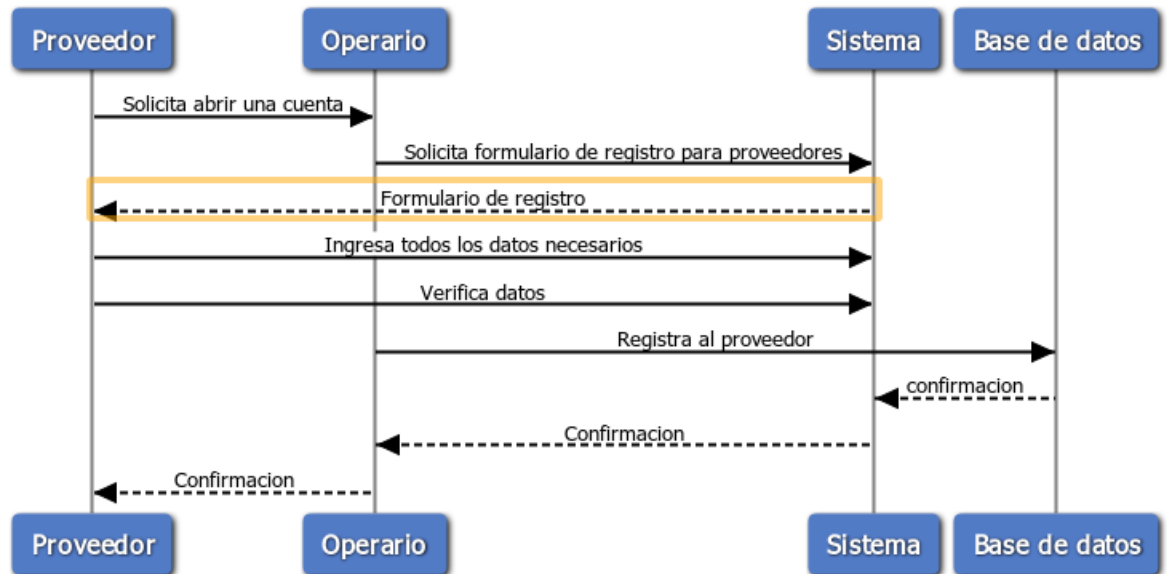 Proveedor
Operario
Sistema
Base de datos
Solicita abrir una cuenta
Solicita formulario de registro para proveedores
Formulario de registro
Ingresa todos los datos necesarios
Verifica datos
Registra al proveedor
confirmacion
Confirmacion
Confirmacion
Proveedor
Operario
Sistema
Base de datos